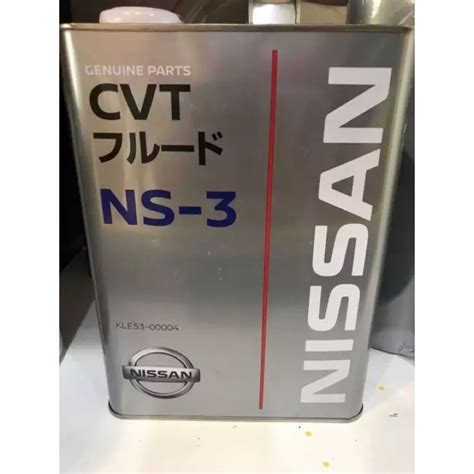 GENUINE PARTS
CVT
フルード
NS-3
KLE53-00004
NISSAN
NISSAN